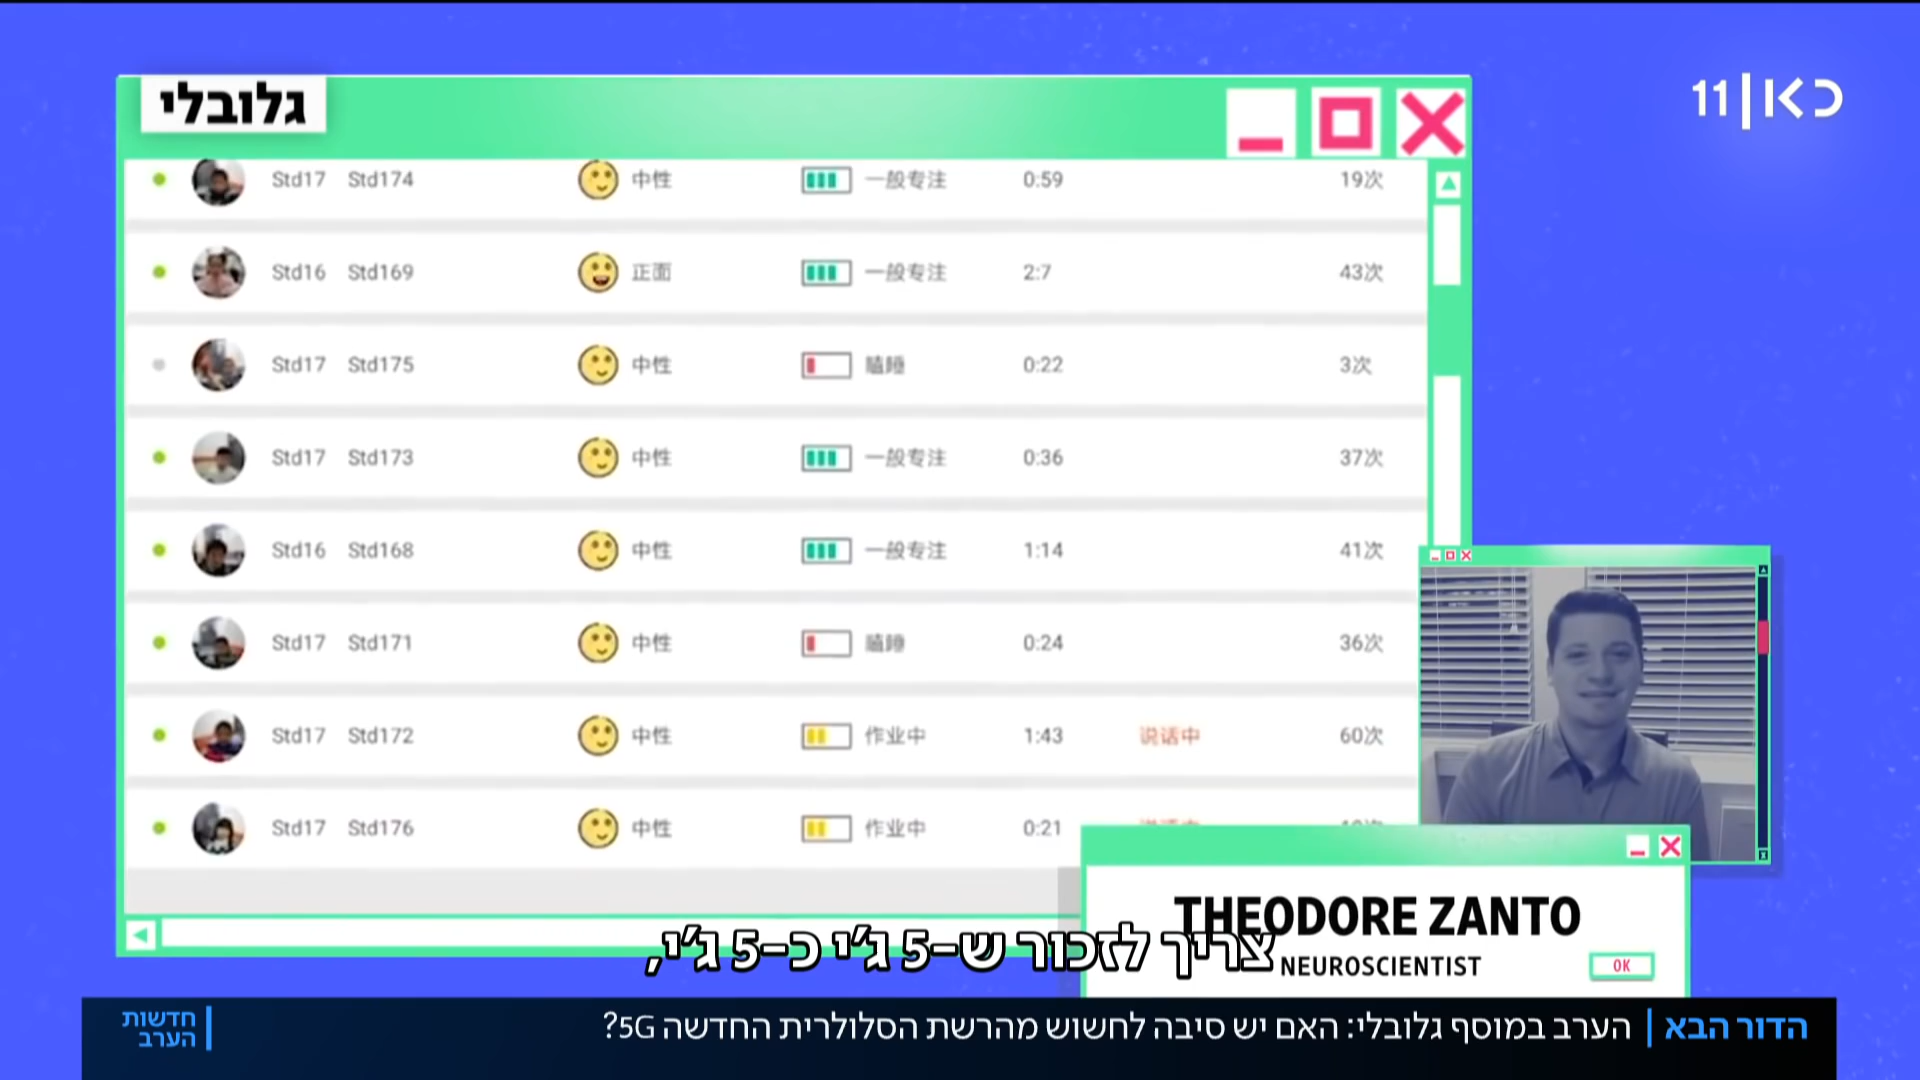 גלובלי
כאן 11
Std17 Std174 中性 一般专注 0:59 19次
Std16 Std169 正面 一般专注 2:7 43次
Std17 Std175 中性 瞌睡 0:22 3次
Std17 Std173 中性 一般专注 0:36 37次
Std16 Std168 中性 一般专注 1:14 41次
Std17 Std171 中性 瞌睡 0:24 36次
Std17 Std172 中性 作业中 1:43 说话中 60次
Std17 Std176 中性 作业中 0:21
THEODORE ZANTO
NEUROSCIENTIST
OK
צריך לזכור ש-5 ג'י כ-5 ג'י,
הדור הבא | הערב במוסף גלובלי: האם יש סיבה לחשוש מהרשת הסלולרית החדשה 5G?
חדשות
הערב